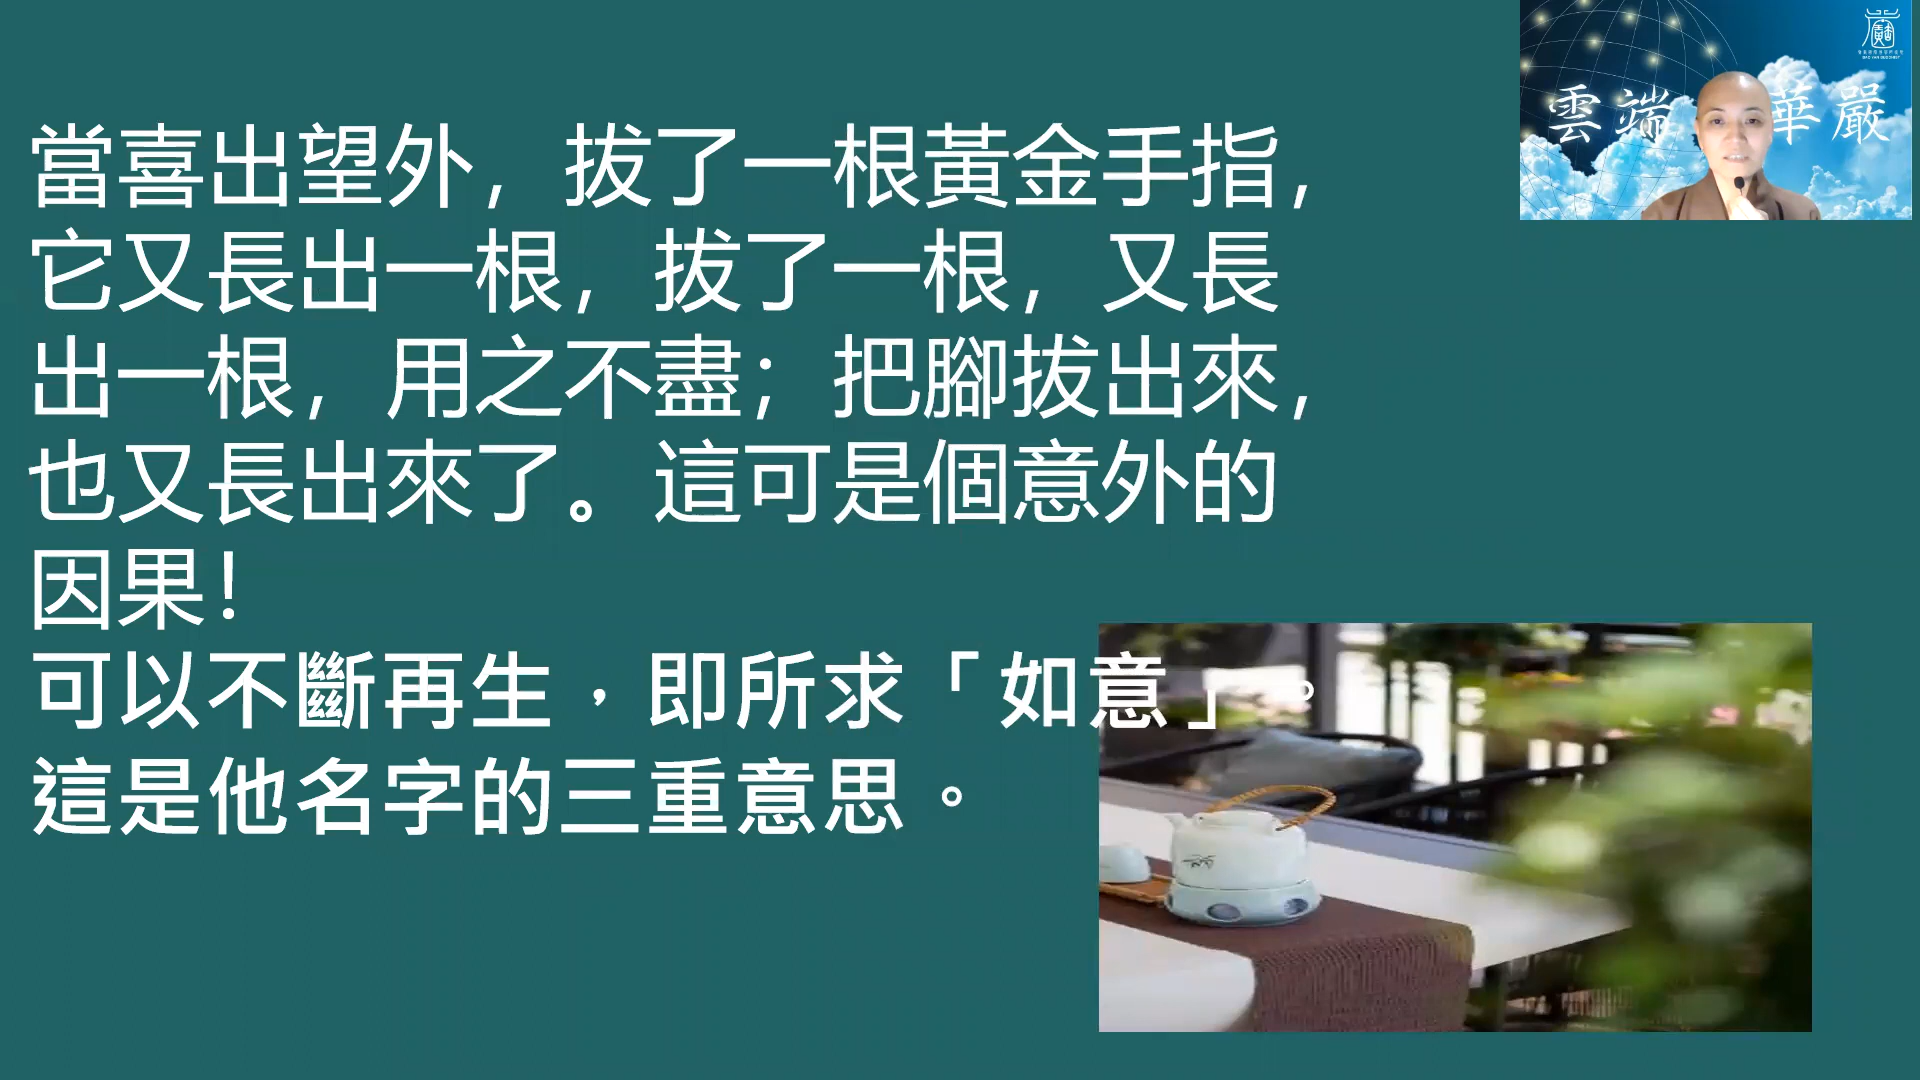 當喜出望外，拔了一根黃金手指，
它又長出一根，拔了一根，又長
出一根，用之不盡；把腳拔出來，
也又長出來了。這可是個意外的
因果！
可以不斷再生，即所求「如意」。
這是他名字的三重意思。
雲端 華嚴